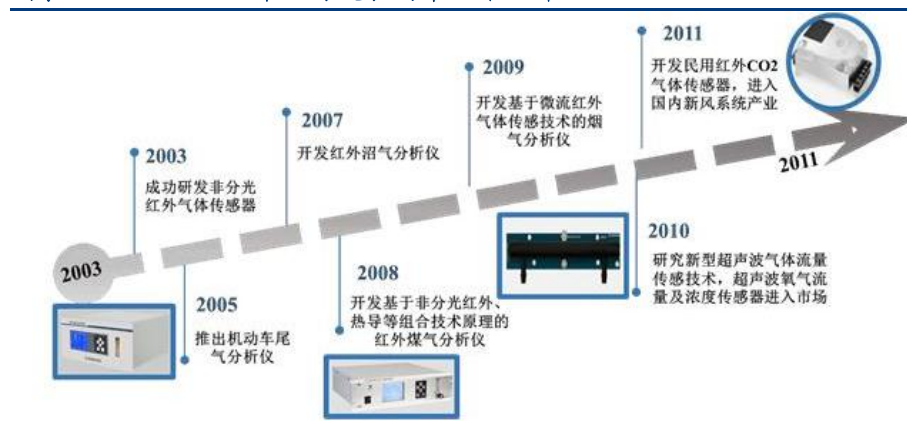 2003
2003
成功研发非分光
红外气体传感器
2005
推出机动车尾
气分析仪
2007
开发红外沼气分析仪
2008
开发基于非分光红外、
热导等组合技术原理的
红外煤气分析仪
2009
开发基于微流红外
气体传感技术的烟
气分析仪
2010
研究新型超声波气体流量
传感技术，超声波氧气流
量及浓度传感器进入市场
2011
开发民用红外CO2
气体传感器，进入
国内新风系统产业
2011